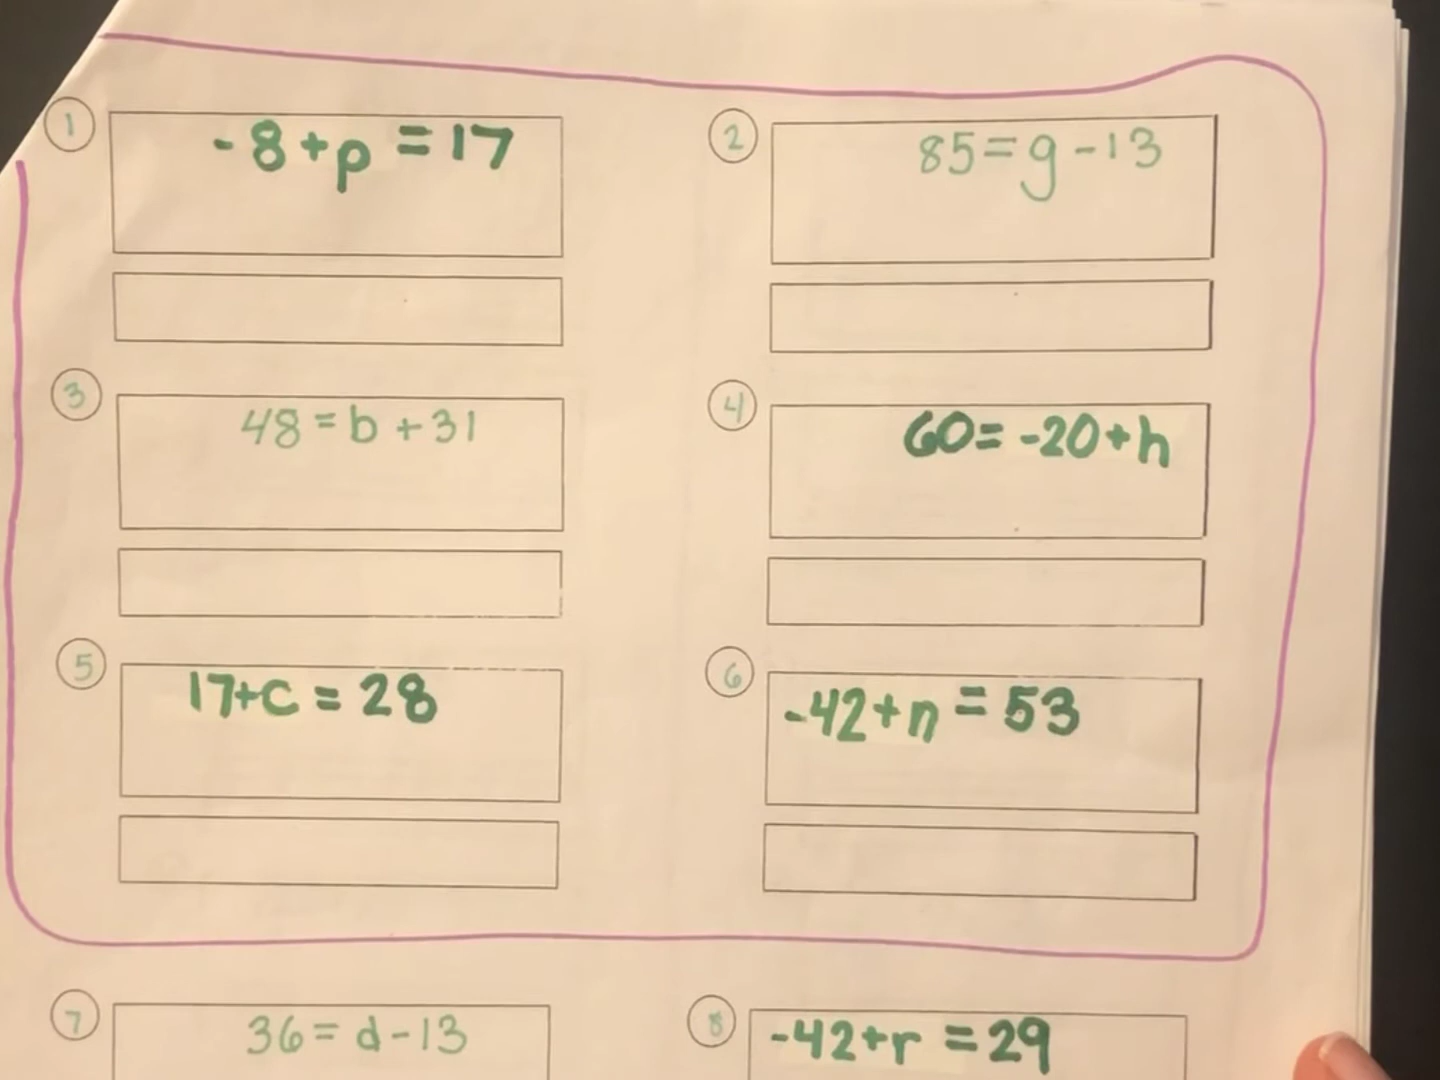 1
-8+p=17
2
85=g-13
3
48=b+31
4
60=-20+h
5
17+c=28
6
-42+n=53
7
36=d-13
8
-42+r=29